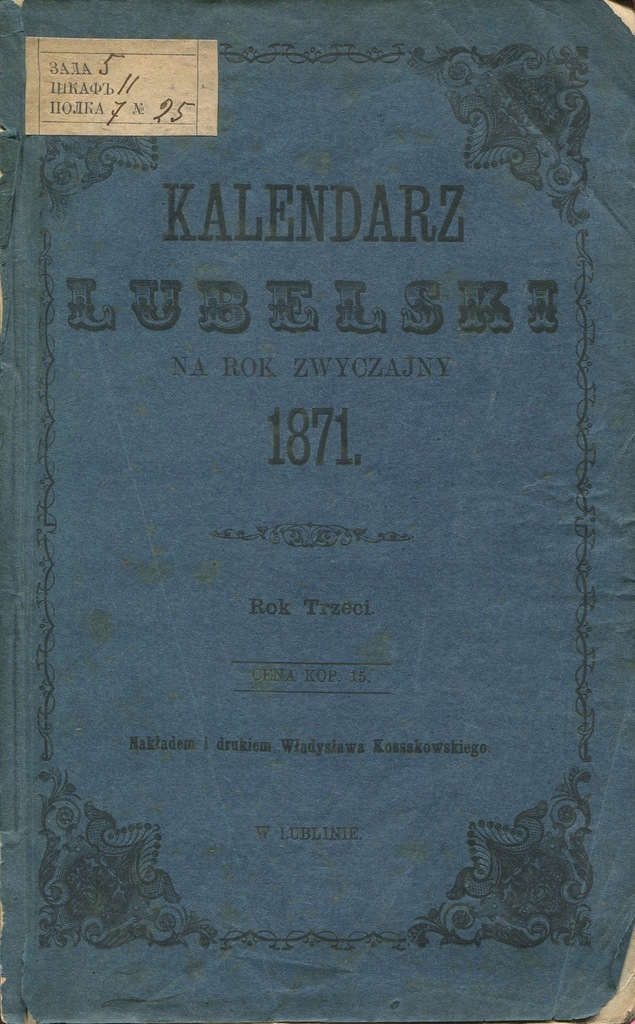 ЗАЛА 5
ШКАФЪ 11
ПОЛКА 7 № 25
KALENDARZ
LUBELSKI
NA ROK ZWYCZAJNY
1871.
Rok Trzeci.
CENA KOP. 15.
Nakładem i drukiem Władysława Kossakowskiego.
W LUBLINIE.